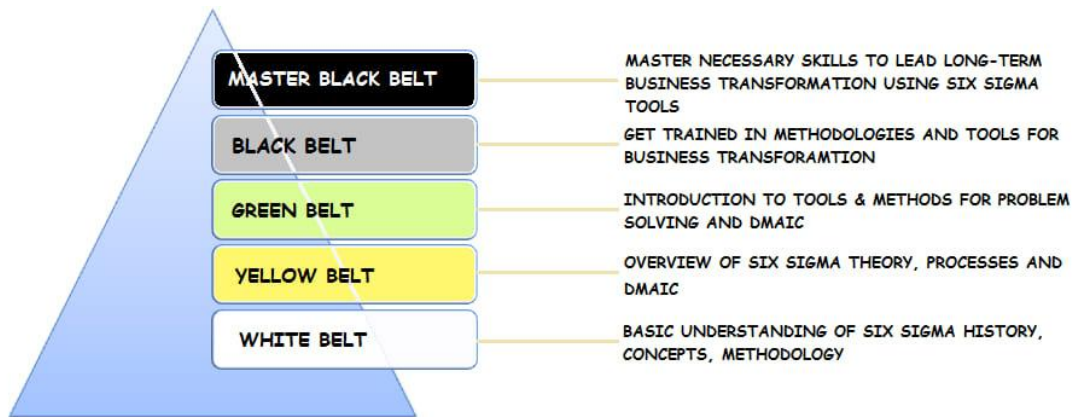 MASTER BLACK BELT
MASTER NECESSARY SKILLS TO LEAD LONG-TERM
BUSINESS TRANSFORMATION USING SIX SIGMA
TOOLS
BLACK BELT
GET TRAINED IN METHODOLOGIES AND TOOLS FOR
BUSINESS TRANSFORAMTION
GREEN BELT
INTRODUCTION TO TOOLS & METHODS FOR PROBLEM
SOLVING AND DMAIC
YELLOW BELT
OVERVIEW OF SIX SIGMA THEORY, PROCESSES AND
DMAIC
WHITE BELT
BASIC UNDERSTANDING OF SIX SIGMA HISTORY,
CONCEPTS, METHODOLOGY